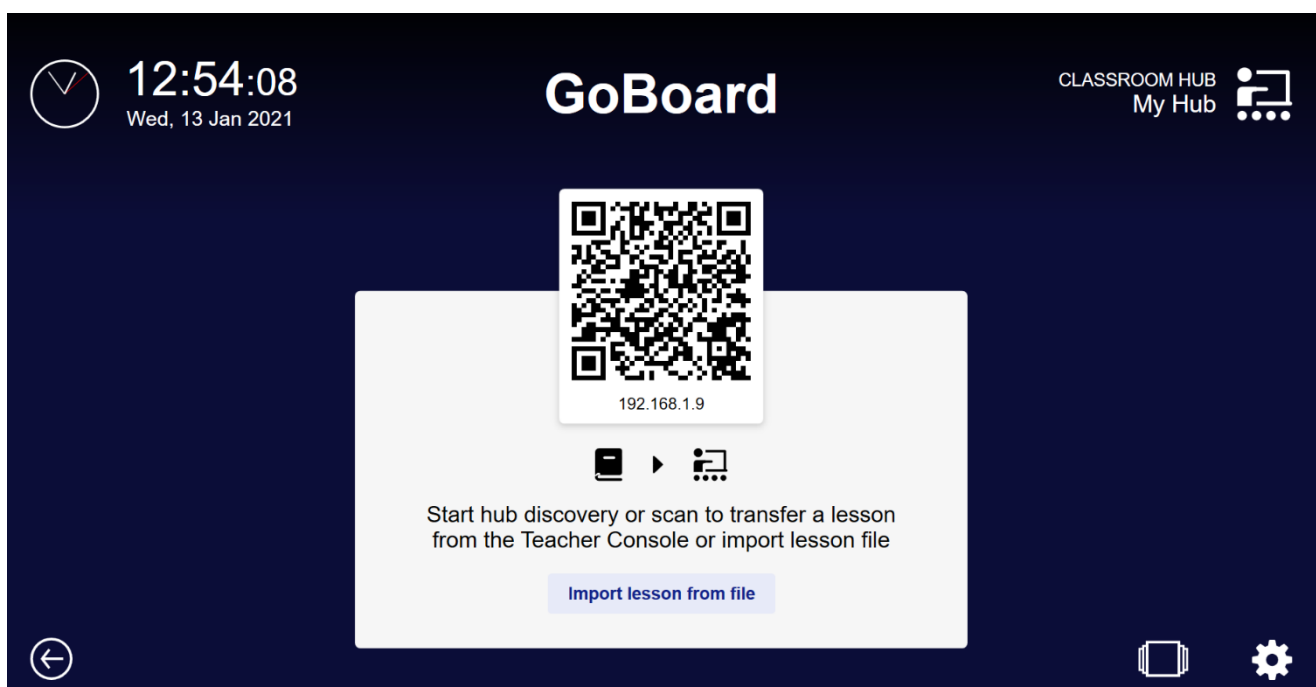 12:54:08
Wed, 13 Jan 2021
GoBoard
CLASSROOM HUB
My Hub
192.168.1.9
Start hub discovery or scan to transfer a lesson
from the Teacher Console or import lesson file
Import lesson from file